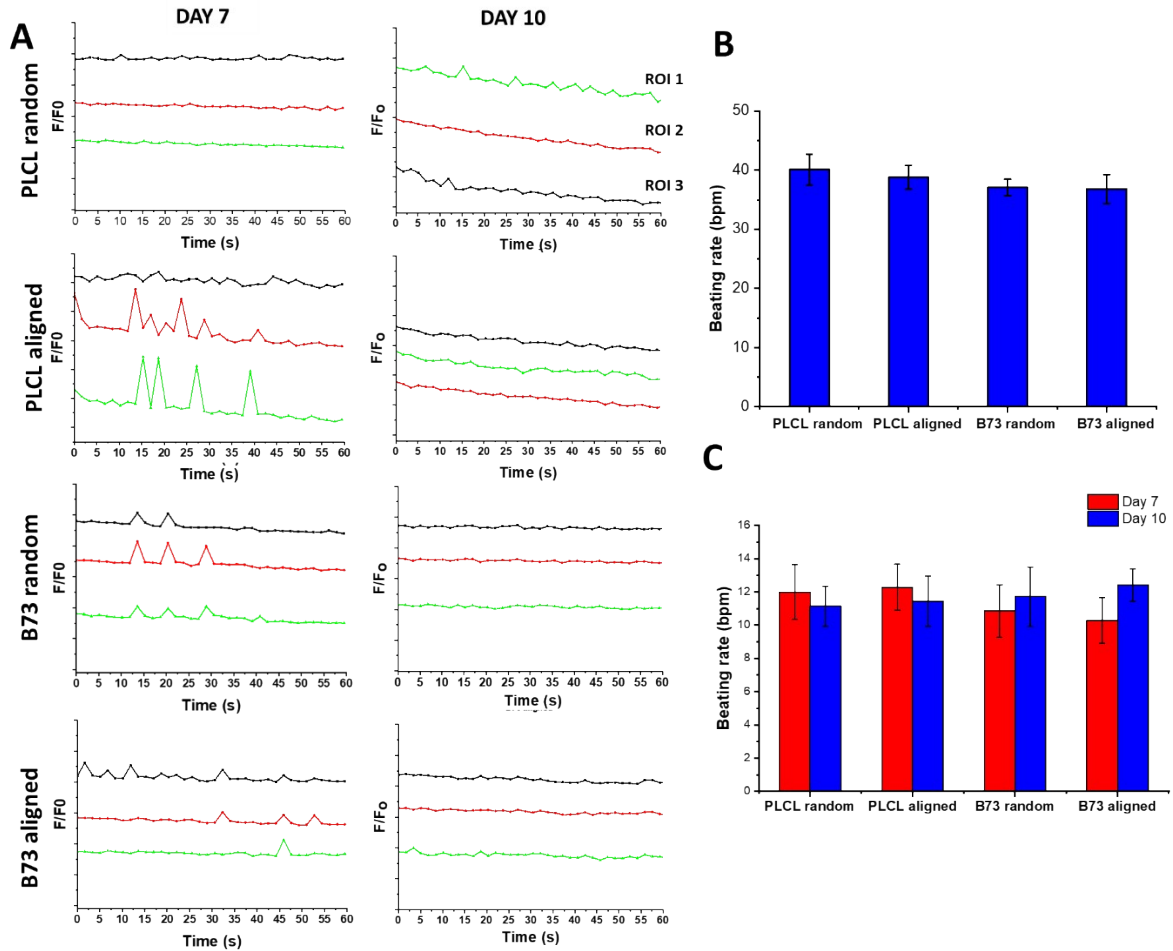 DAY 7
DAY 10
A
PLCL random
F/F0
0 5 10 15 20 25 30 35 40 45 50 55 60
Time (s)
F/Fo
ROI 1
ROI 2
ROI 3
0 5 10 15 20 25 30 35 40 45 50 55 60
Time (s)
PLCL aligned
F/F0
0 5 10 15 20 25 30 35 40 45 50 55 60
Time (s)
F/Fo
0 5 10 15 20 25 30 35 40 45 50 55 60
Time (s)
B73 random
F/F0
0 5 10 15 20 25 30 35 40 45 50 55 60
Time (s)
F/Fo
0 5 10 15 20 25 30 35 40 45 50 55 60
Time (s)
B73 aligned
F/F0
0 5 10 15 20 25 30 35 40 45 50 55 60
Time (s)
F/Fo
0 5 10 15 20 25 30 35 40 45 50 55 60
Time (s)
B
Beating rate (bpm)
50
40
30
20
10
0
PLCL random PLCL aligned B73 random B73 aligned
C
Day 7
Day 10
Beating rate (bpm)
16
14
12
10
8
6
4
2
0
PLCL random PLCL aligned B73 random B73 aligned